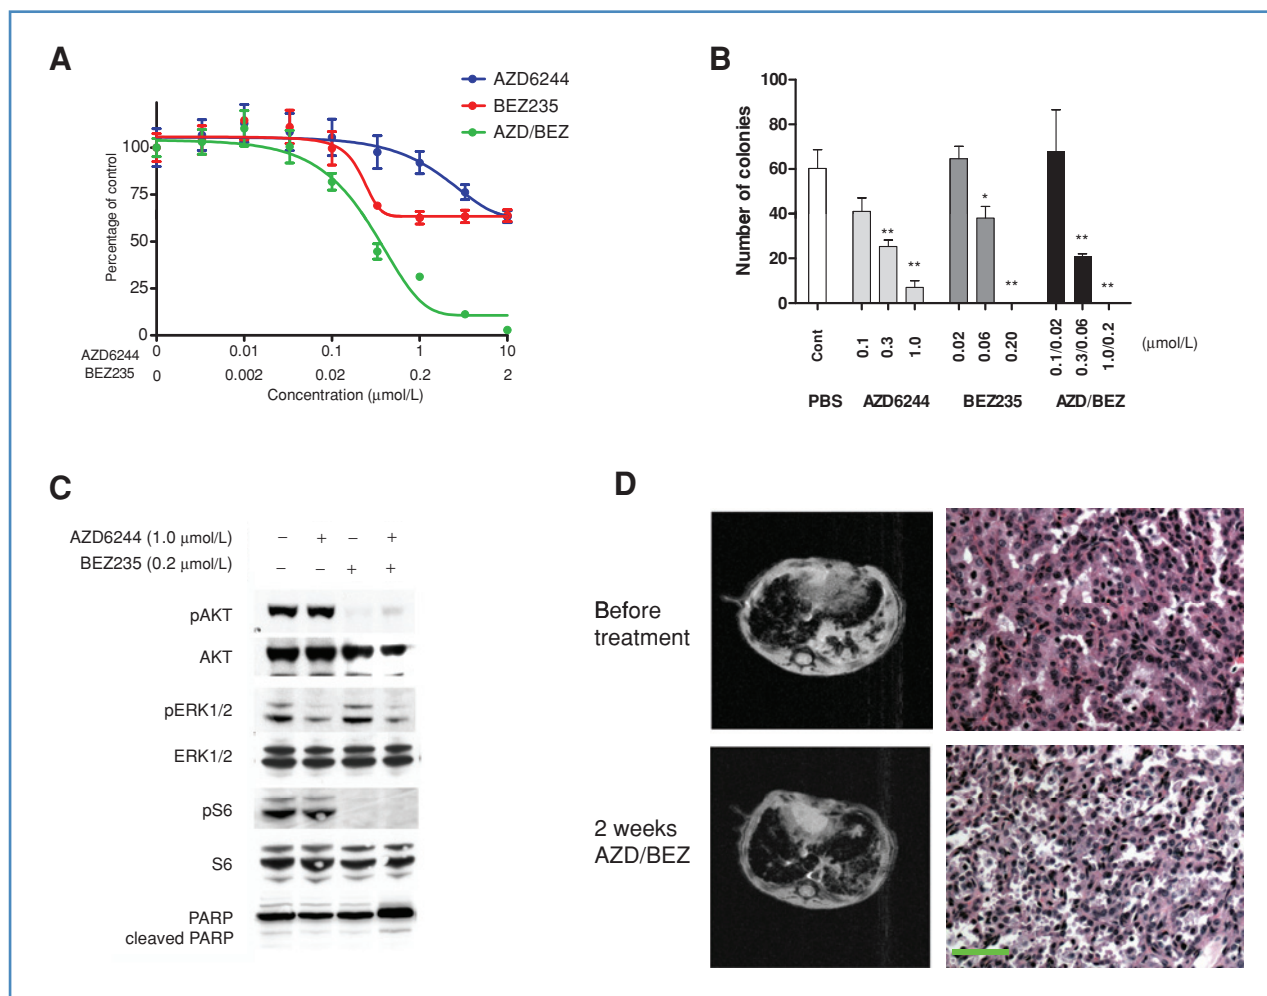 A
AZD6244
BEZ235
AZD/BEZ
Percentage of control
100
75
50
25
0
AZD6244 0 0.01 0.1 1 10
BEZ235 0 0.002 0.02 0.2 2
Concentration (μmol/L)
B
Number of colonies
100
80
60
40
20
0
** ** * ** ** **
Cont 0.1 0.3 1.0 0.02 0.06 0.20 0.1/0.02 0.3/0.06 1.0/0.2 (μmol/L)
PBS AZD6244 BEZ235 AZD/BEZ
C
AZD6244 (1.0 μmol/L) – + – +
BEZ235 (0.2 μmol/L) – – + +
pAKT
AKT
pERK1/2
ERK1/2
pS6
S6
PARP
cleaved PARP
D
Before
treatment
2 weeks
AZD/BEZ